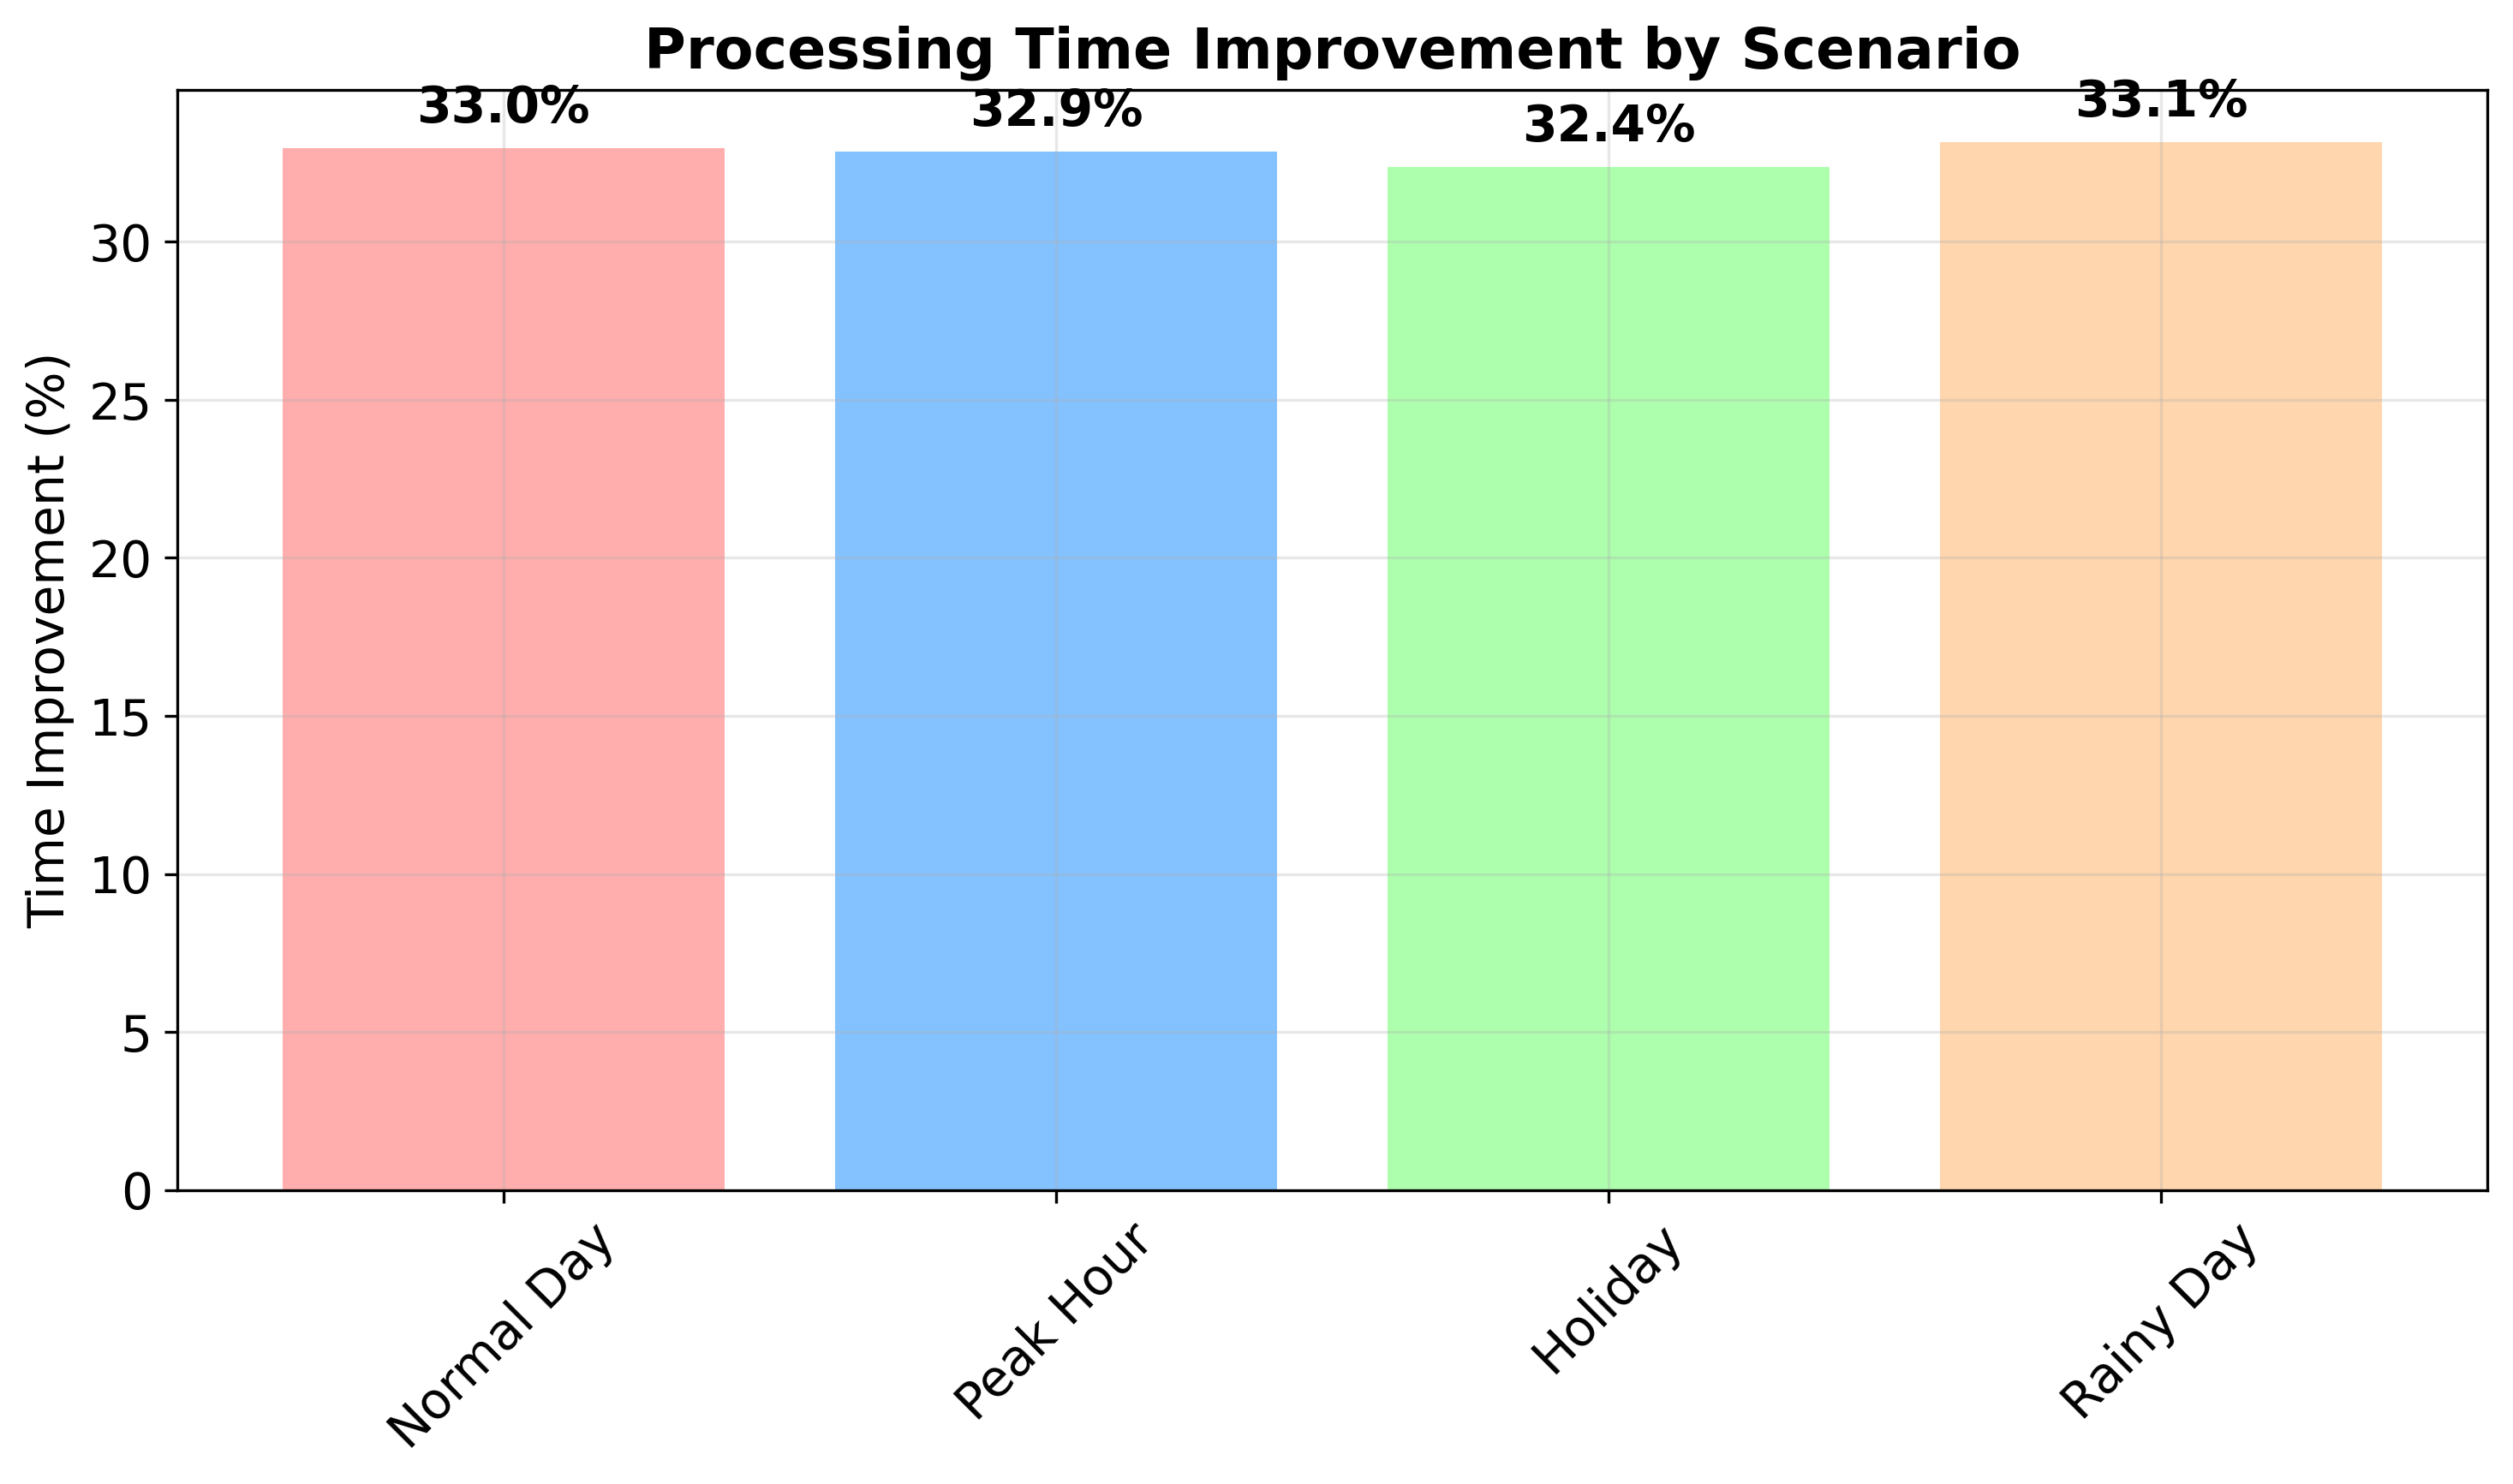 Processing Time Improvement by Scenario
33.0%
32.9%
32.4%
33.1%
Time Improvement (%)
30
25
20
15
10
5
0
Normal Day
Peak Hour
Holiday
Rainy Day